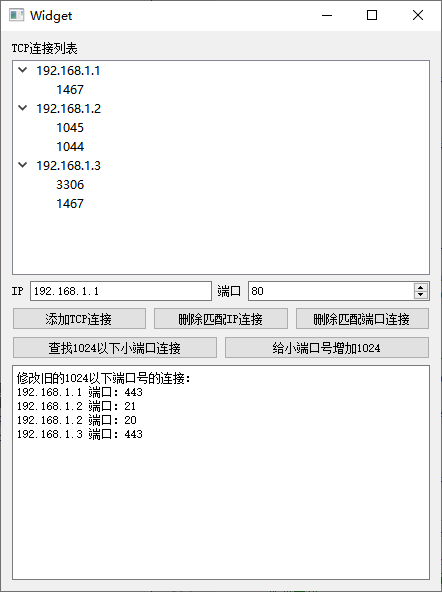 Widget
TCP连接列表
192.168.1.1
1467
192.168.1.2
1045
1044
192.168.1.3
3306
1467
IP 192.168.1.1 端口 80
添加TCP连接 删除匹配IP连接 删除匹配端口连接
查找1024以下小端口连接 给小端口号增加1024
修改旧的1024以下端口号的连接：
192.168.1.1 端口：443
192.168.1.2 端口：21
192.168.1.2 端口：20
192.168.1.3 端口：443